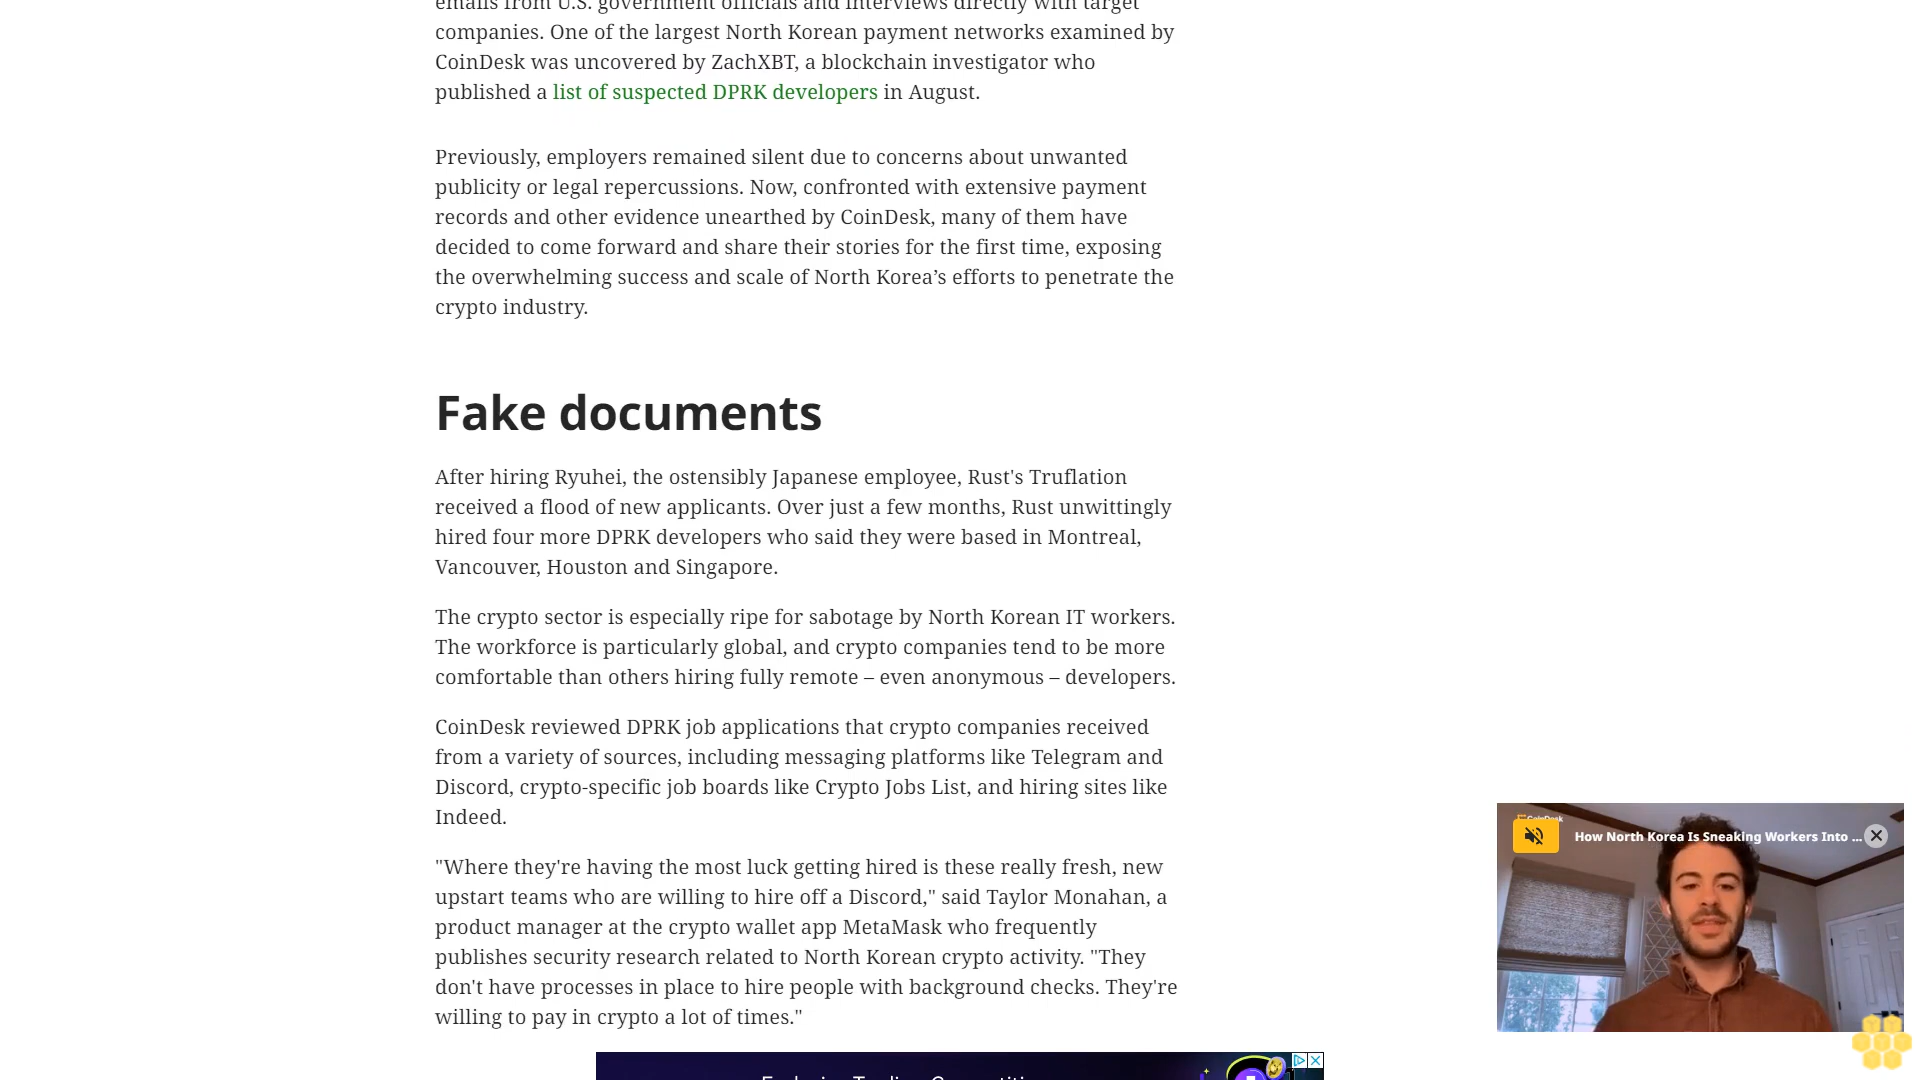 emails from U.S. government officials and interviews directly with target
companies. One of the largest North Korean payment networks examined by
CoinDesk was uncovered by ZachXBT, a blockchain investigator who
published a list of suspected DPRK developers in August.
Previously, employers remained silent due to concerns about unwanted
publicity or legal repercussions. Now, confronted with extensive payment
records and other evidence unearthed by CoinDesk, many of them have
decided to come forward and share their stories for the first time, exposing
the overwhelming success and scale of North Korea’s efforts to penetrate the
crypto industry.
Fake documents
After hiring Ryuhei, the ostensibly Japanese employee, Rust's Truflation
received a flood of new applicants. Over just a few months, Rust unwittingly
hired four more DPRK developers who said they were based in Montreal,
Vancouver, Houston and Singapore.
The crypto sector is especially ripe for sabotage by North Korean IT workers.
The workforce is particularly global, and crypto companies tend to be more
comfortable than others hiring fully remote – even anonymous – developers.
CoinDesk reviewed DPRK job applications that crypto companies received
from a variety of sources, including messaging platforms like Telegram and
Discord, crypto-specific job boards like Crypto Jobs List, and hiring sites like
Indeed.
"Where they're having the most luck getting hired is these really fresh, new
upstart teams who are willing to hire off a Discord," said Taylor Monahan, a
product manager at the crypto wallet app MetaMask who frequently
publishes security research related to North Korean crypto activity. "They
don't have processes in place to hire people with background checks. They're
willing to pay in crypto a lot of times."
CoinDesk
How North Korea Is Sneaking Workers Into ...